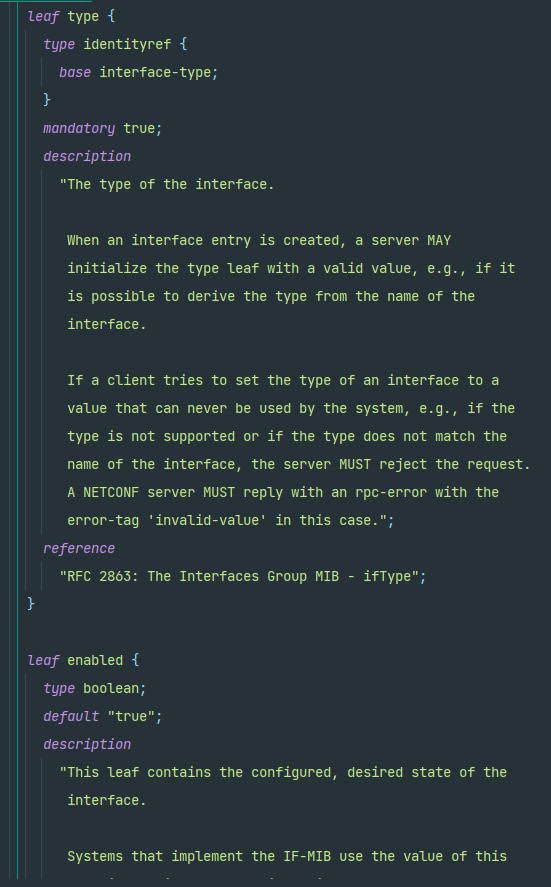 leaf type {
type identityref {
base interface-type;
}
mandatory true;
description
"The type of the interface.
When an interface entry is created, a server MAY
initialize the type leaf with a valid value, e.g., if it
is possible to derive the type from the name of the
interface.
If a client tries to set the type of an interface to a
value that can never be used by the system, e.g., if the
type is not supported or if the type does not match the
name of the interface, the server MUST reject the request.
A NETCONF server MUST reply with an rpc-error with the
error-tag 'invalid-value' in this case.";
reference
"RFC 2863: The Interfaces Group MIB - ifType";
}
leaf enabled {
type boolean;
default "true";
description
"This leaf contains the configured, desired state of the
interface.
Systems that implement the IF-MIB use the value of this